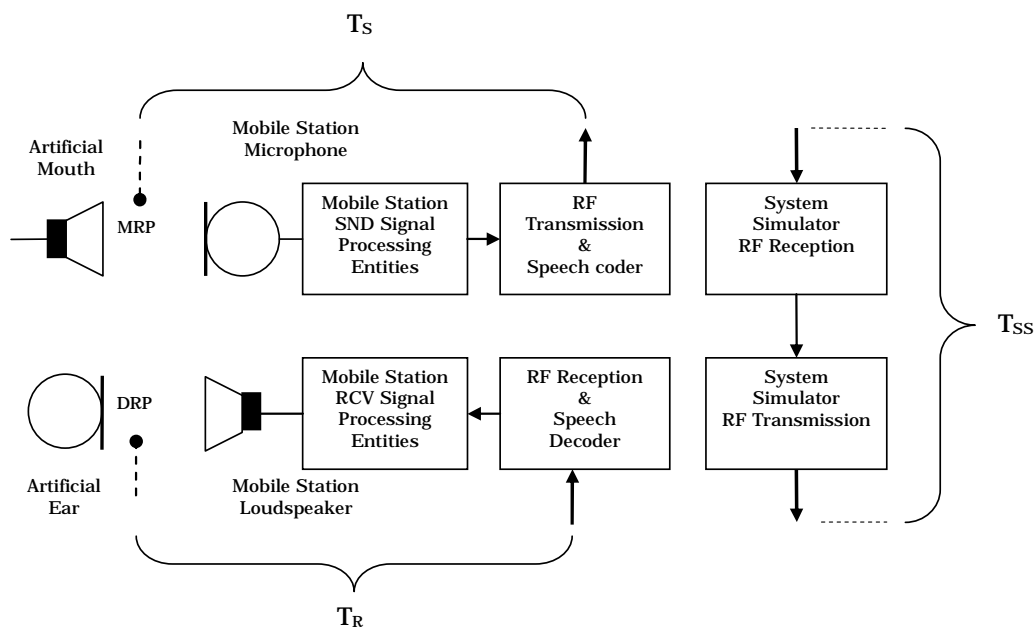 TS
Artificial
Mouth
MRP
Mobile Station
Microphone
Mobile Station
SND Signal
Processing
Entities
RF
Transmission
&
Speech coder
System
Simulator
RF Reception
TSS
DRP
Artificial
Ear
Mobile Station
Loudspeaker
Mobile Station
RCV Signal
Processing
Entities
RF Reception
&
Speech
Decoder
System
Simulator
RF Transmission
TR